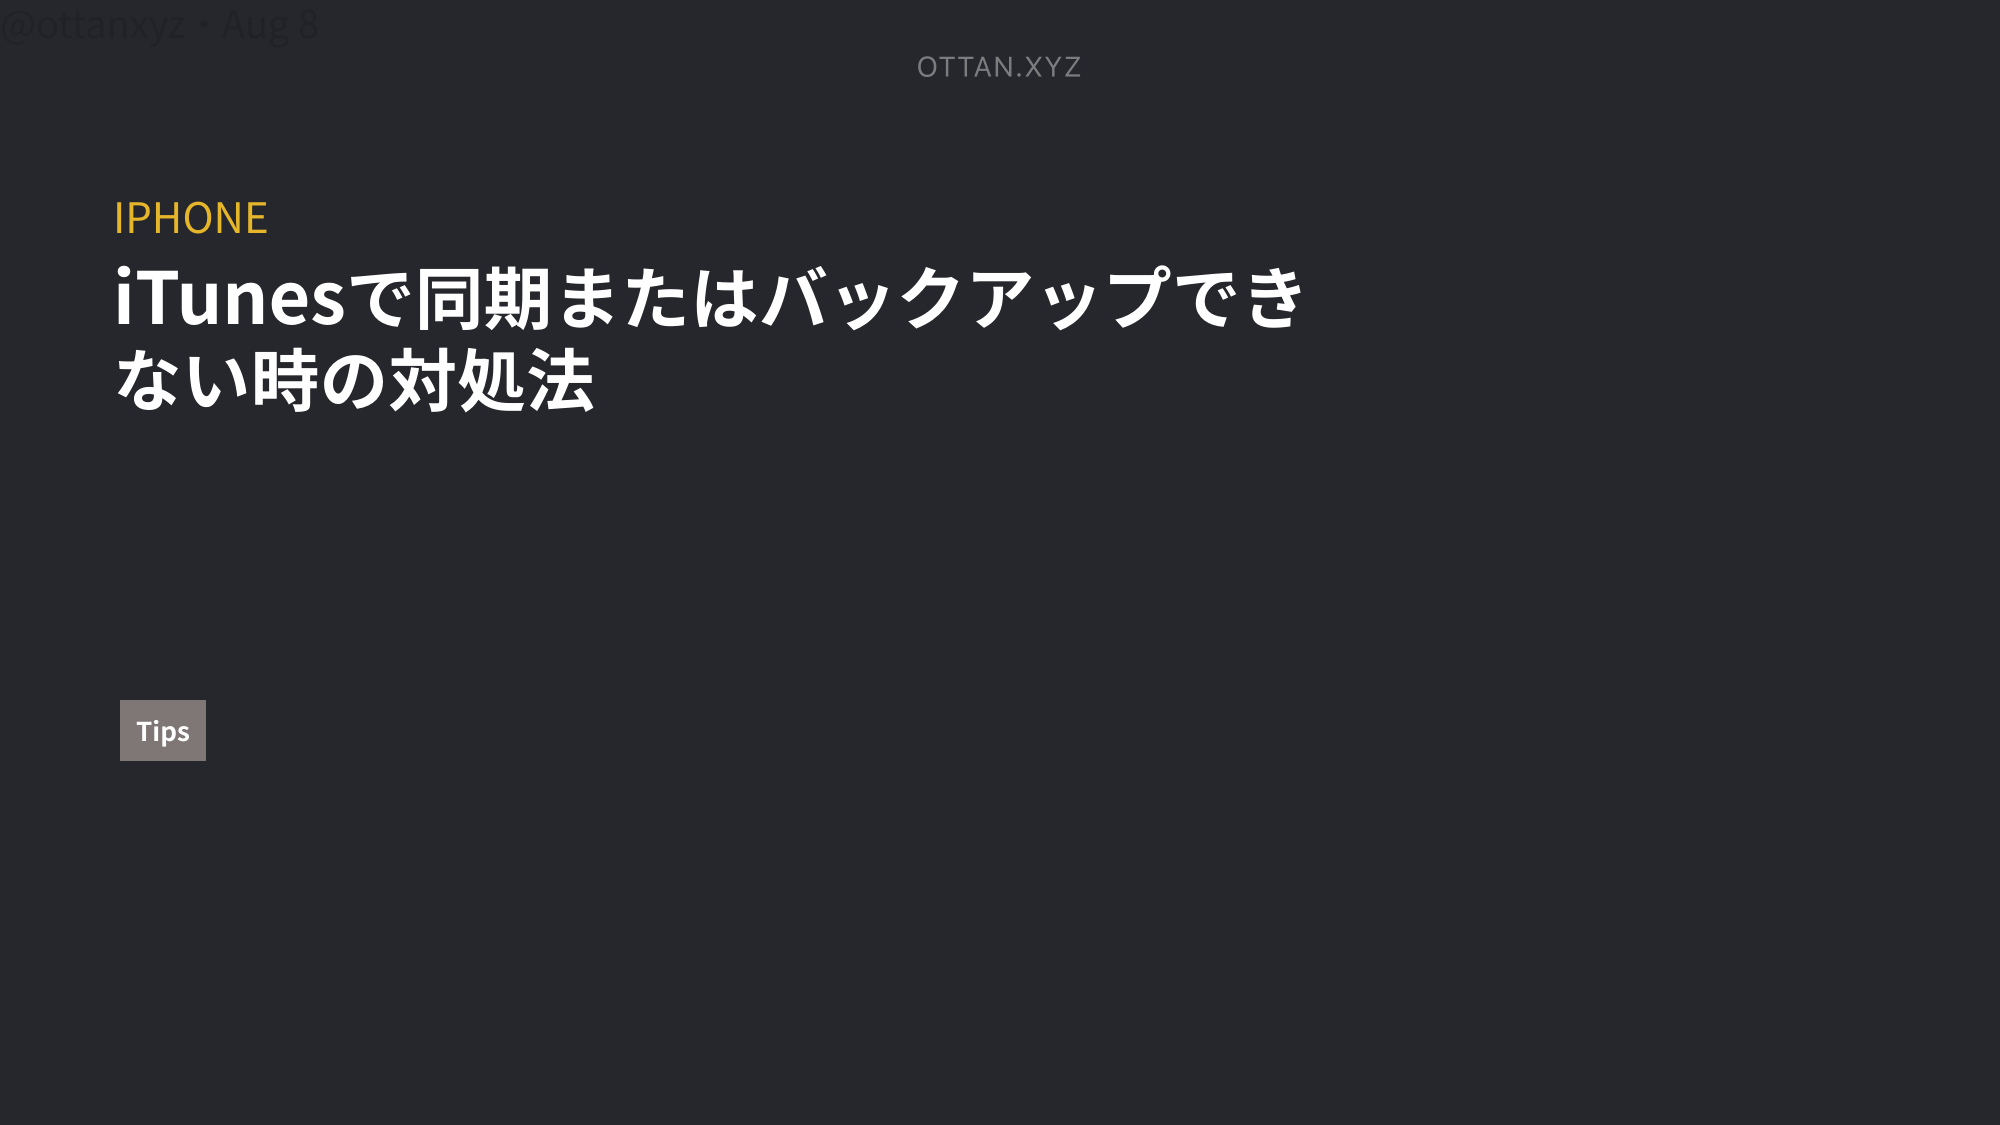 @ottanxyz・Aug 8
OTTAN.XYZ
IPHONE
iTunesで同期またはバックアップでき
ない時の対処法
Tips